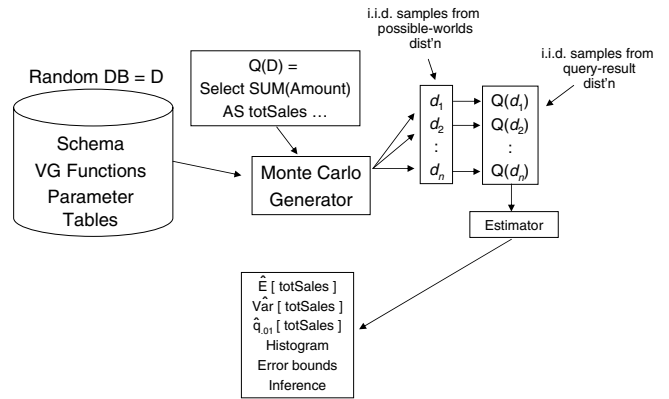 Random DB = D
Schema
VG Functions
Parameter
Tables
Q(D) =
Select SUM(Amount)
AS totSales …
Monte Carlo
Generator
i.i.d. samples from
possible-worlds
dist'n
d1
d2
:
dn
i.i.d. samples from
query-result
dist'n
Q(d1)
Q(d2)
:
Q(dn)
Estimator
Ê [ totSales ]
Vâr [ totSales ]
q̂.01 [ totSales ]
Histogram
Error bounds
Inference